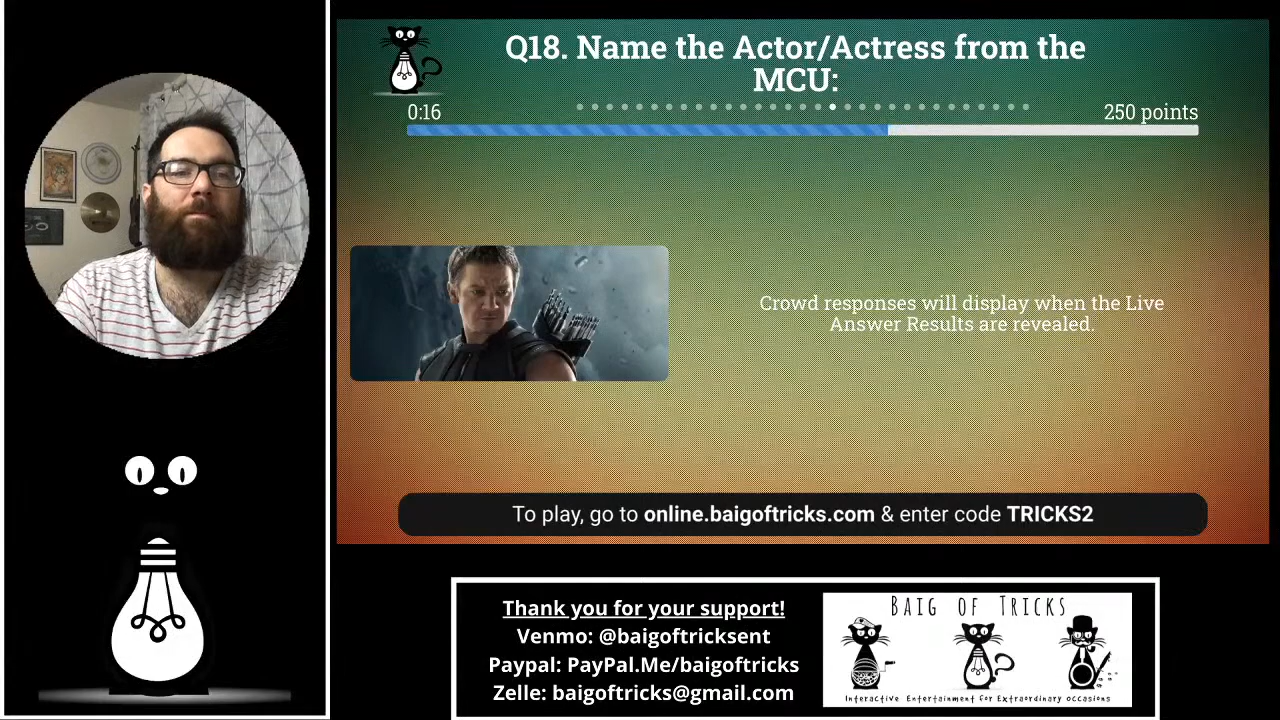 Q18. Name the Actor/Actress from the
MCU:
0:16
250 points
Crowd responses will display when the Live
Answer Results are revealed.
To play, go to online.baigoftricks.com & enter code TRICKS2
Thank you for your support!
Venmo: @baigoftricksent
Paypal: PayPal.Me/baigoftricks
Zelle: baigoftricks@gmail.com
BAIG OF TRICKS
Interactive Entertainment for Extraordinary Occasions